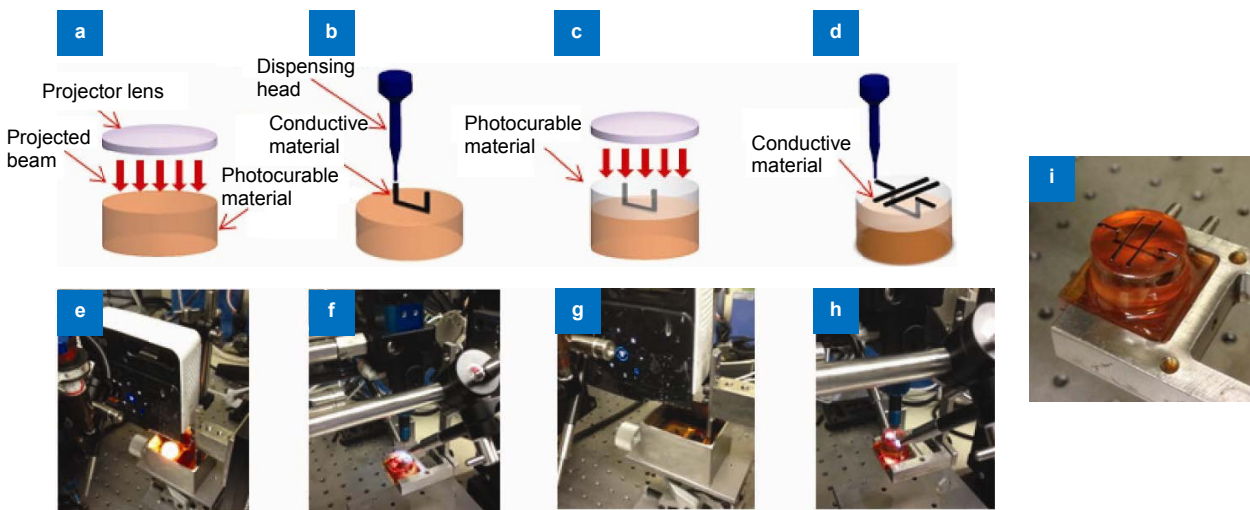 a
b
c
d
Projector lens
Projected
beam
Photocurable
material
Dispensing
head
Conductive
material
Photocurable
material
Conductive
material
i
e
f
g
h